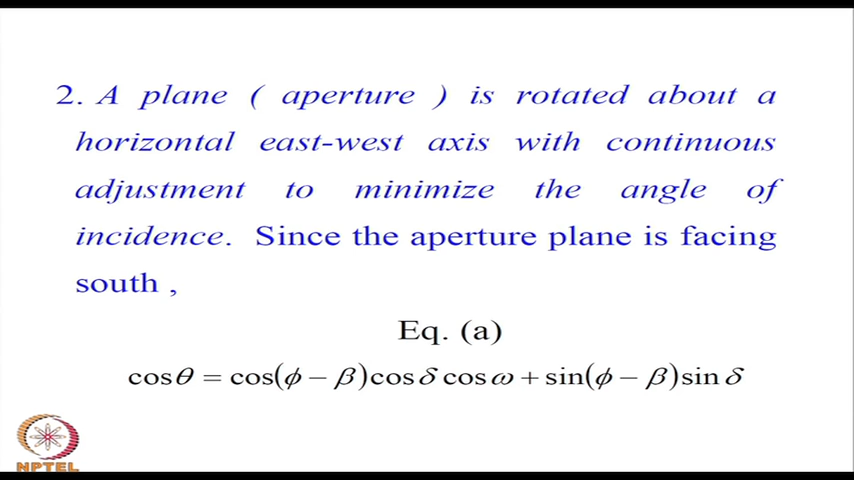 2. A plane ( aperture ) is rotated about a
horizontal east-west axis with continuous
adjustment to minimize the angle of
incidence. Since the aperture plane is facing
south ,
Eq. (a)
cosθ = cos(ϕ − β)cosδ cosω + sin(ϕ − β)sinδ
NPTEL